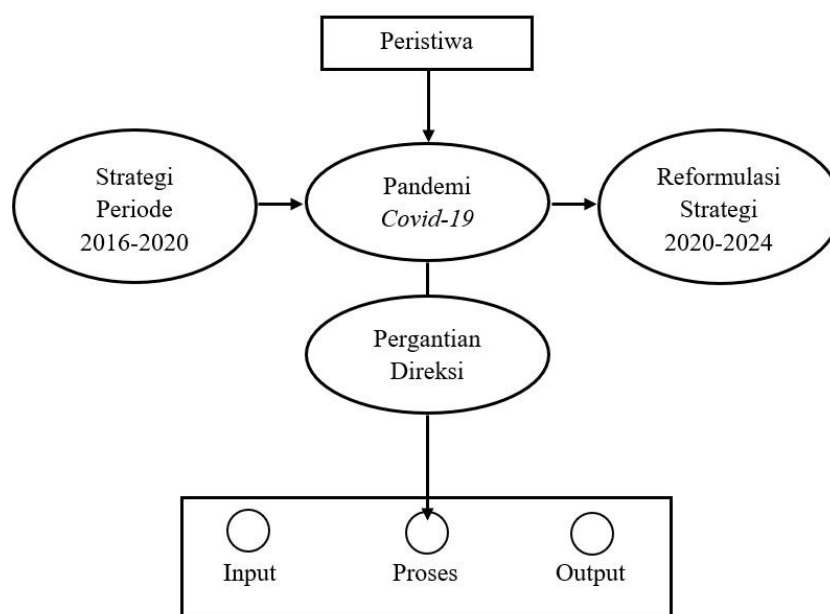 Peristiwa
Strategi
Periode
2016-2020
Pandemi
Covid-19
Reformulasi
Strategi
2020-2024
Pergantian
Direksi
Input
Proses
Output